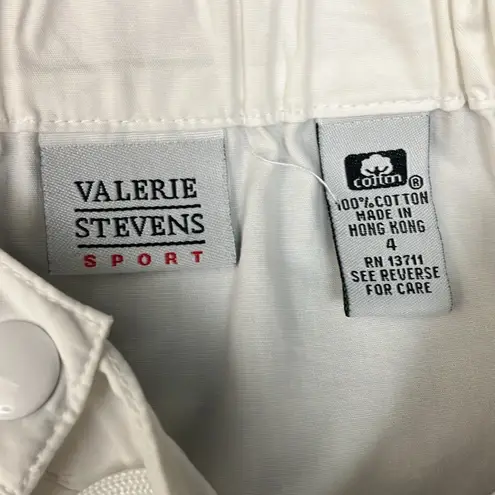 VALERIE
STEVENS
SPORT
cotton
®
100% COTTON
MADE IN
HONG KONG
4
RN 13711
SEE REVERSE
FOR CARE